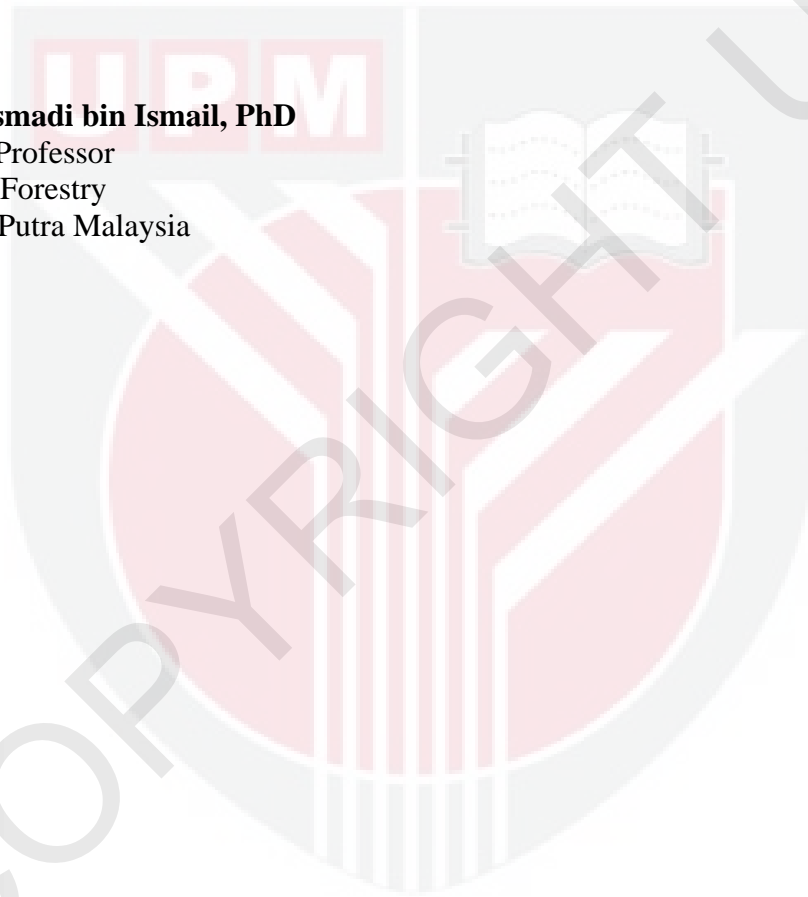 UPM
smadi bin Ismail, PhD
Professor
Forestry
Putra Malaysia
COPYRIGHT U